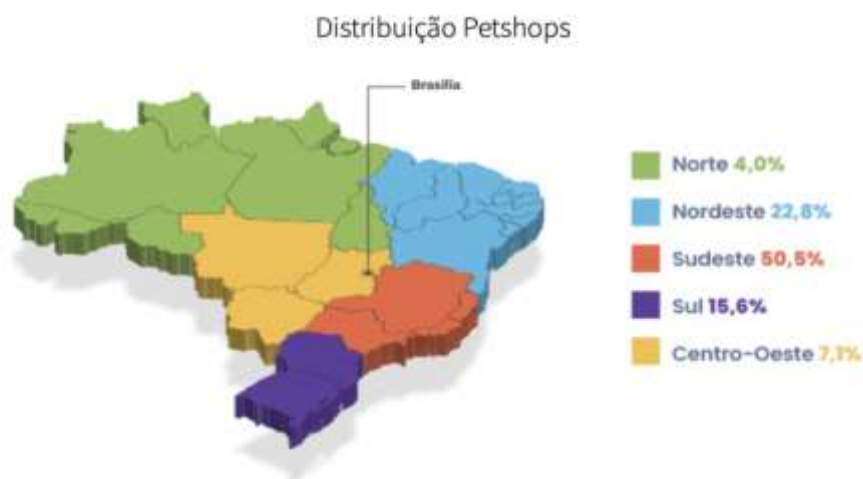 Distribuição Petshops
Brasília
Norte 4,0%
Nordeste 22,8%
Sudeste 50,5%
Sul 15,6%
Centro-Oeste 7,1%